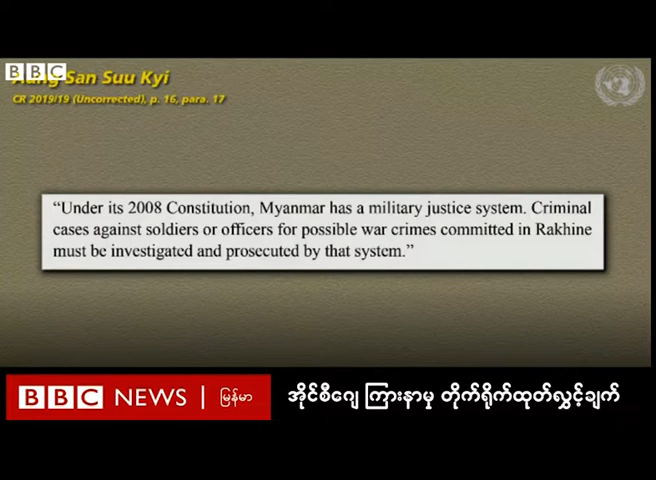 BBC
Aung San Suu Kyi
CR 2019/19 (Uncorrected), p. 16, para. 17
“Under its 2008 Constitution, Myanmar has a military justice system. Criminal
cases against soldiers or officers for possible war crimes committed in Rakhine
must be investigated and prosecuted by that system.”
BBC NEWS | မြန်မာ
အိုင်စီဂျေ ကြားနာမှု တိုက်ရိုက်ထုတ်လွှင့်ချက်